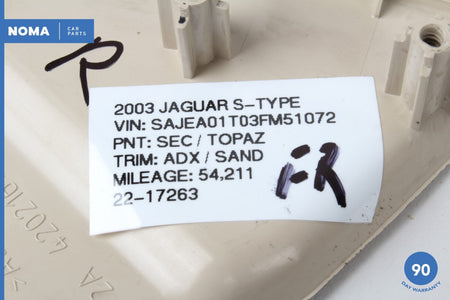 NOMA CAR PARTS
R
2003 JAGUAR S-TYPE
VIN: SAJEA01T03FM51072
PNT: SEC / TOPAZ
TRIM: ADX / SAND
MILEAGE: 54,211
22-17263
FR
90
DAY WARRANTY